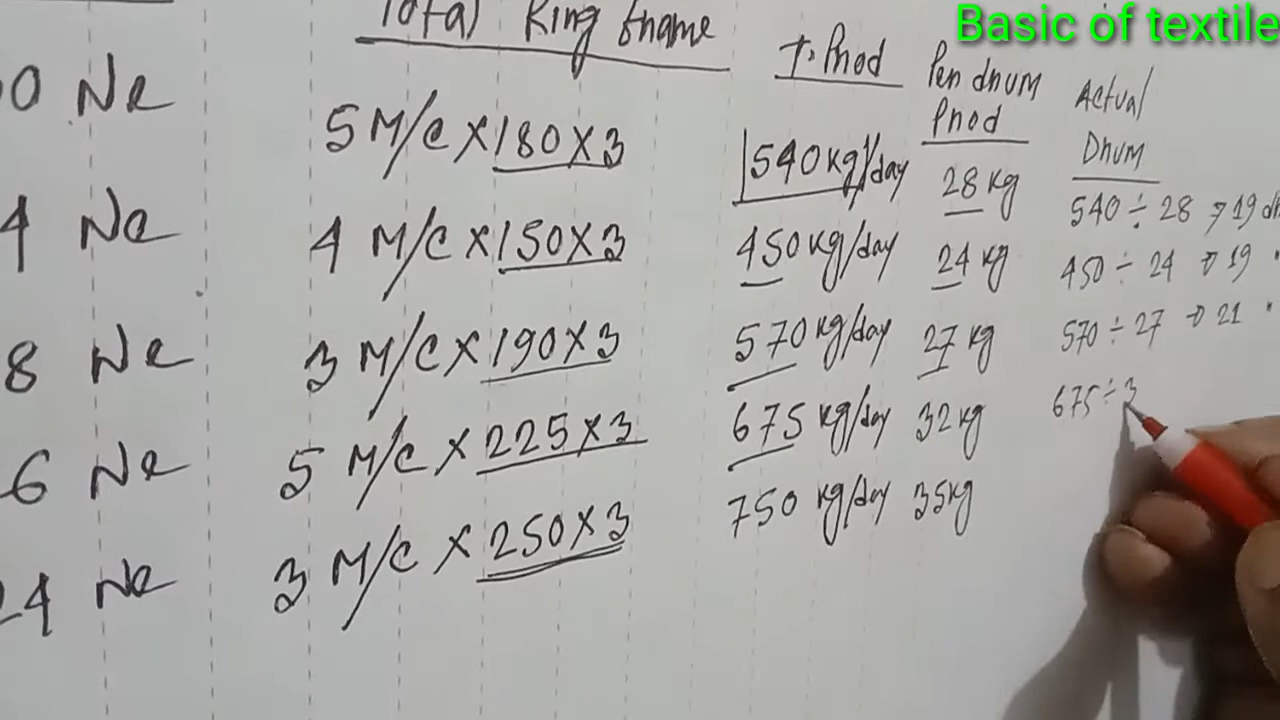 Basic of textile
Total Ring frame
T. Prod
Per drum Prod
Actual Drum
0 Ne 5 M/C × 180 × 3 540 kg/day 28 kg 540 ÷ 28 → 19 dr
4 Ne 4 M/C × 150 × 3 450 kg/day 24 kg 450 ÷ 24 → 19 "
8 Ne 3 M/C × 190 × 3 570 kg/day 27 kg 570 ÷ 27 → 21 "
6 Ne 5 M/C × 225 × 3 675 kg/day 32 kg 675 ÷ 3
24 Ne 3 M/C × 250 × 3 750 kg/day 35 kg